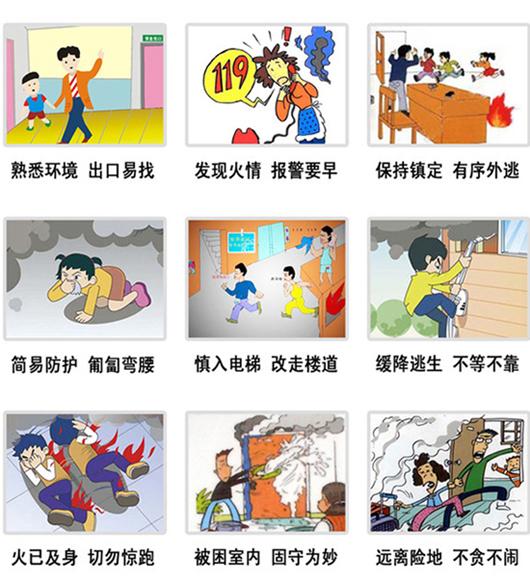 119
熟悉环境 出口易找
发现火情 报警要早
保持镇定 有序外逃
简易防护 匍匐弯腰
慎入电梯 改走楼道
缓降逃生 不等不靠
火已及身 切勿惊跑
被困室内 固守为妙
远离险地 不贪不闹